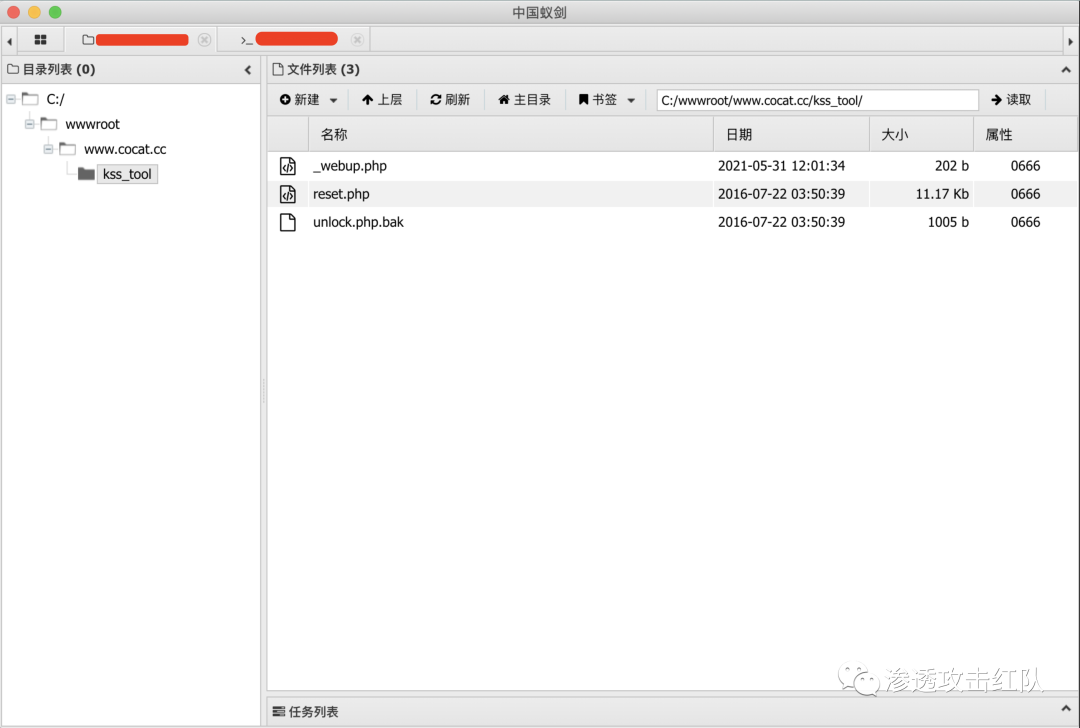 中国蚁剑
>_
目录列表 (0)
C:/
wwwroot
www.cocat.cc
kss_tool
文件列表 (3)
新建 上层 刷新 主目录 书签 C:/wwwroot/www.cocat.cc/kss_tool/ 读取
名称 日期 大小 属性
_webup.php 2021-05-31 12:01:34 202 b 0666
reset.php 2016-07-22 03:50:39 11.17 Kb 0666
unlock.php.bak 2016-07-22 03:50:39 1005 b 0666
渗透攻击红队
任务列表